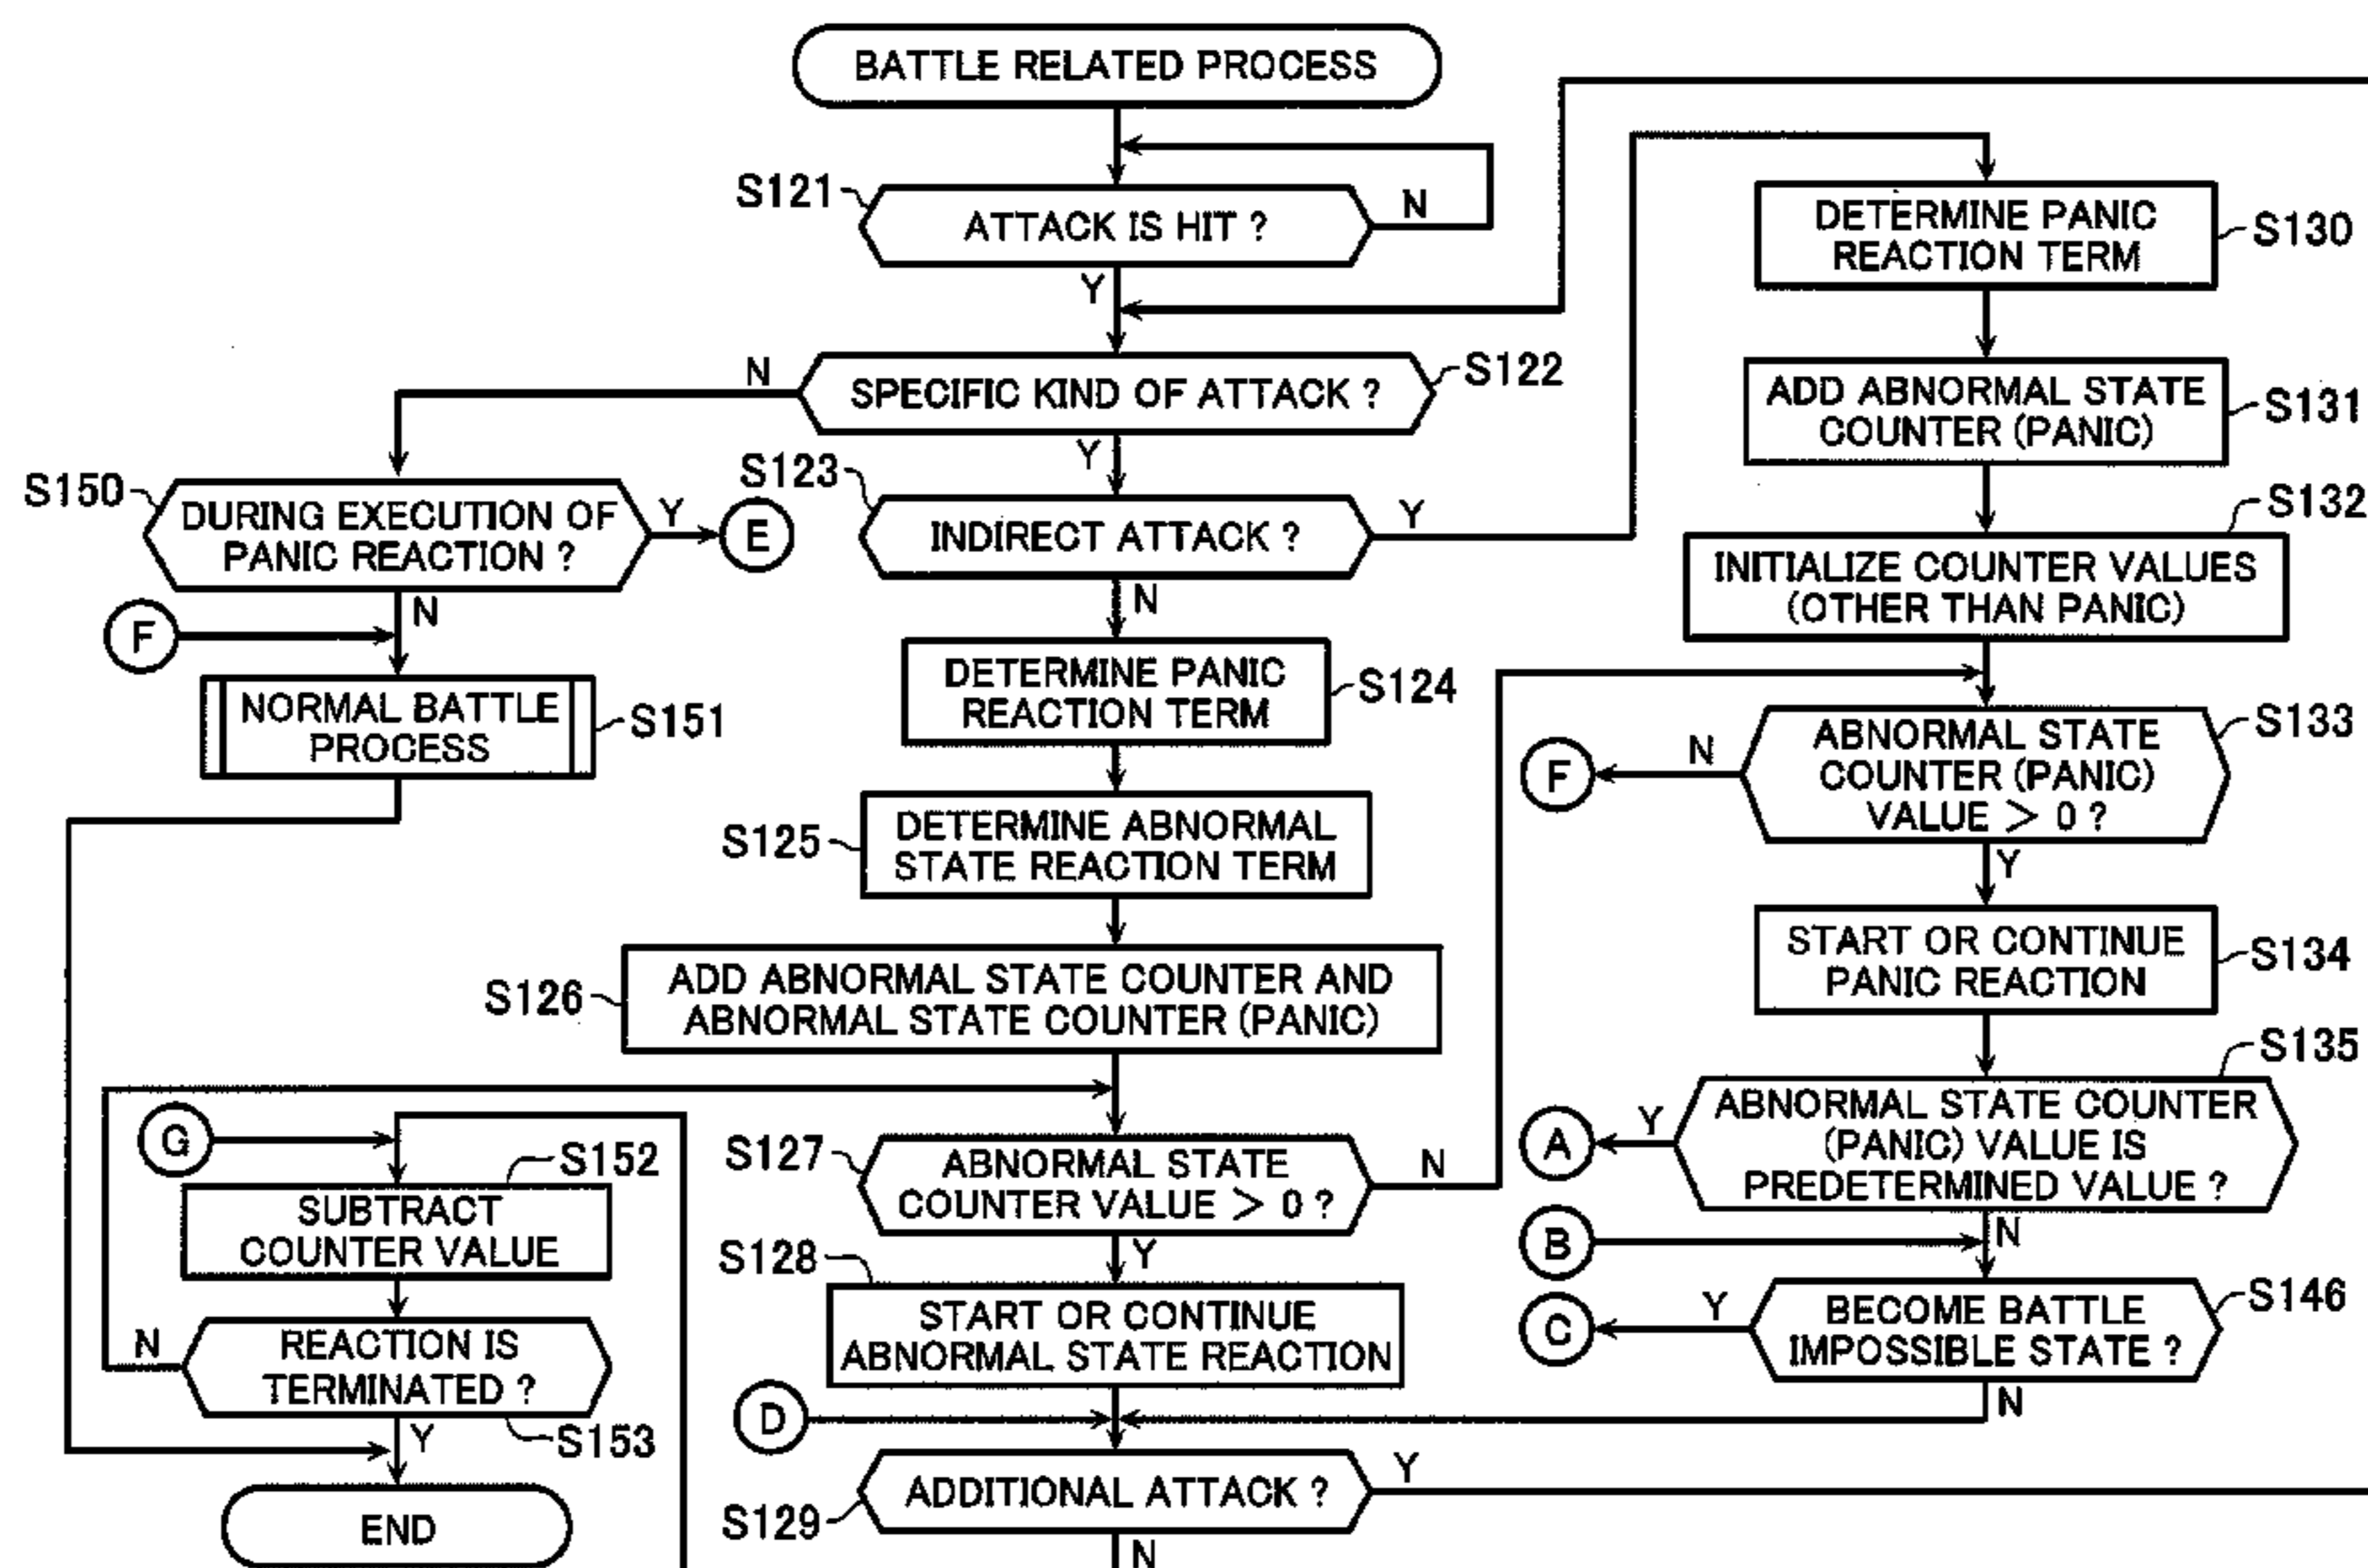 BATTLE RELATED PROCESS
S121
ATTACK IS HIT ?
N
Y
S122
SPECIFIC KIND OF ATTACK ?
N
Y
S123
INDIRECT ATTACK ?
Y
N
S150
DURING EXECUTION OF
PANIC REACTION ?
Y
E
N
F
NORMAL BATTLE
PROCESS
S151
DETERMINE PANIC
REACTION TERM
S124
S125
DETERMINE ABNORMAL
STATE REACTION TERM
S126
ADD ABNORMAL STATE COUNTER AND
ABNORMAL STATE COUNTER (PANIC)
S127
ABNORMAL STATE
COUNTER VALUE > 0 ?
N
Y
S128
START OR CONTINUE
ABNORMAL STATE REACTION
D
ADDITIONAL ATTACK ?
Y
S129
N
G
S152
SUBTRACT
COUNTER VALUE
N
REACTION IS
TERMINATED ?
Y
S153
END
DETERMINE PANIC
REACTION TERM
S130
ADD ABNORMAL STATE
COUNTER (PANIC)
S131
S132
INITIALIZE COUNTER VALUES
(OTHER THAN PANIC)
S133
ABNORMAL STATE
COUNTER (PANIC)
VALUE > 0 ?
N
F
Y
START OR CONTINUE
PANIC REACTION
S134
S135
ABNORMAL STATE COUNTER
(PANIC) VALUE IS
PREDETERMINED VALUE ?
Y
A
N
B
S146
BECOME BATTLE
IMPOSSIBLE STATE ?
Y
C
N